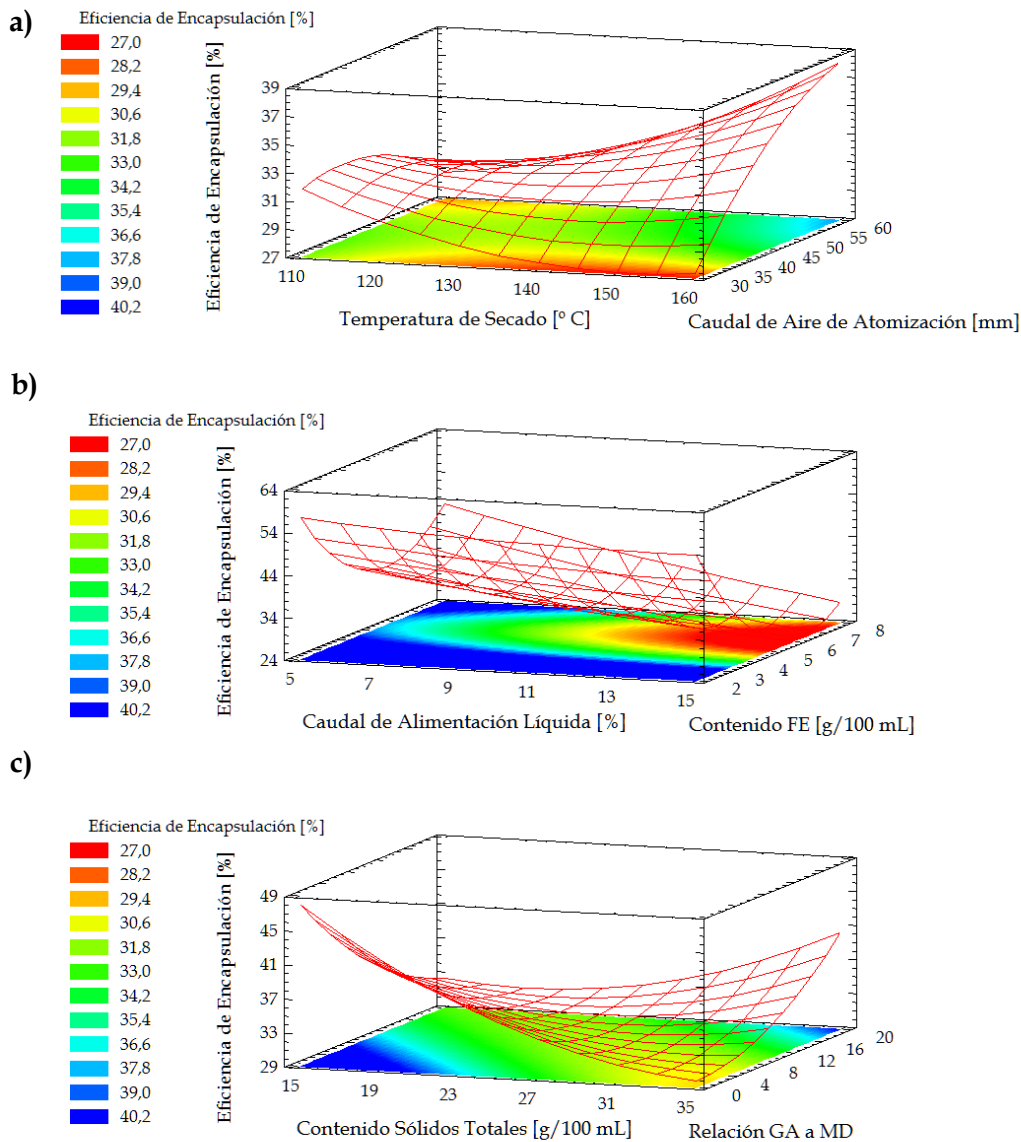 a)
Eficiencia de Encapsulación [%]
27,0
28,2
29,4
30,6
31,8
33,0
34,2
35,4
36,6
37,8
39,0
40,2
Eficiencia de Encapsulación [%]
39
37
35
33
31
29
27
110 120 130 140 150 160
30 35 40 45 50 55 60
Temperatura de Secado [º C]
Caudal de Aire de Atomización [mm]
b)
Eficiencia de Encapsulación [%]
27,0
28,2
29,4
30,6
31,8
33,0
34,2
35,4
36,6
37,8
39,0
40,2
Eficiencia de Encapsulación [%]
64
54
44
34
24
5 7 9 11 13 15
2 3 4 5 6 7 8
Caudal de Alimentación Líquida [%]
Contenido FE [g/100 mL]
c)
Eficiencia de Encapsulación [%]
27,0
28,2
29,4
30,6
31,8
33,0
34,2
35,4
36,6
37,8
39,0
40,2
Eficiencia de Encapsulación [%]
49
45
41
37
33
29
15 19 23 27 31 35
0 4 8 12 16 20
Contenido Sólidos Totales [g/100 mL]
Relación GA a MD